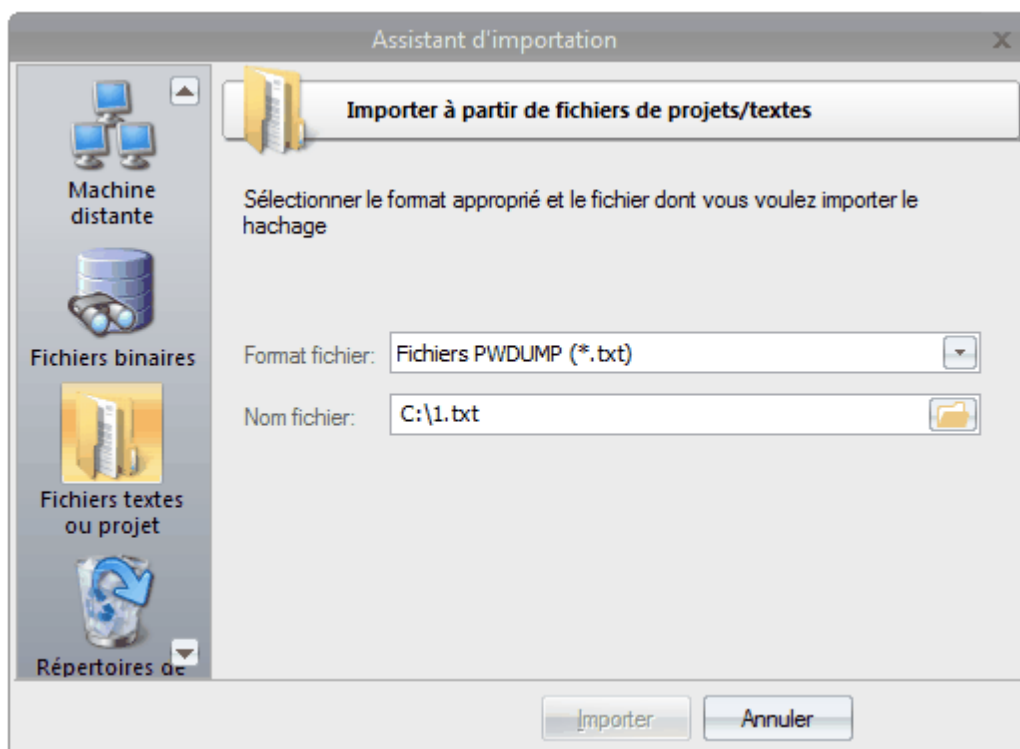 Assistant d'importation
Machine
distante
Fichiers binaires
Fichiers textes
ou projet
Répertoires de
Importer à partir de fichiers de projets/textes
Sélectionner le format approprié et le fichier dont vous voulez importer le
hachage
Format fichier: Fichiers PWDUMP (*.txt)
Nom fichier: C:\1.txt
Importer Annuler